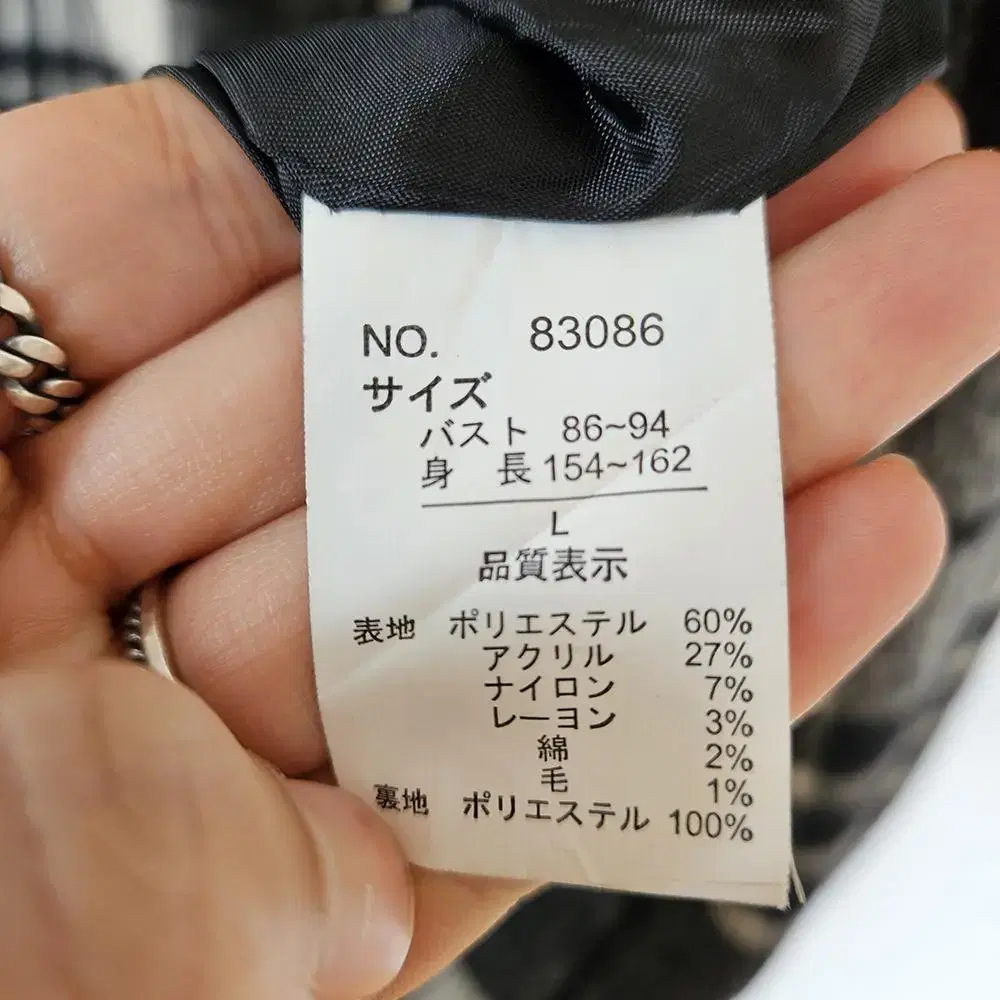 NO. 83086
サイズ
バスト 86~94
身 長 154~162
L
品質表示
表地 ポリエステル 60%
アクリル 27%
ナイロン 7%
レーヨン 3%
綿 2%
毛 1%
裏地 ポリエステル 100%